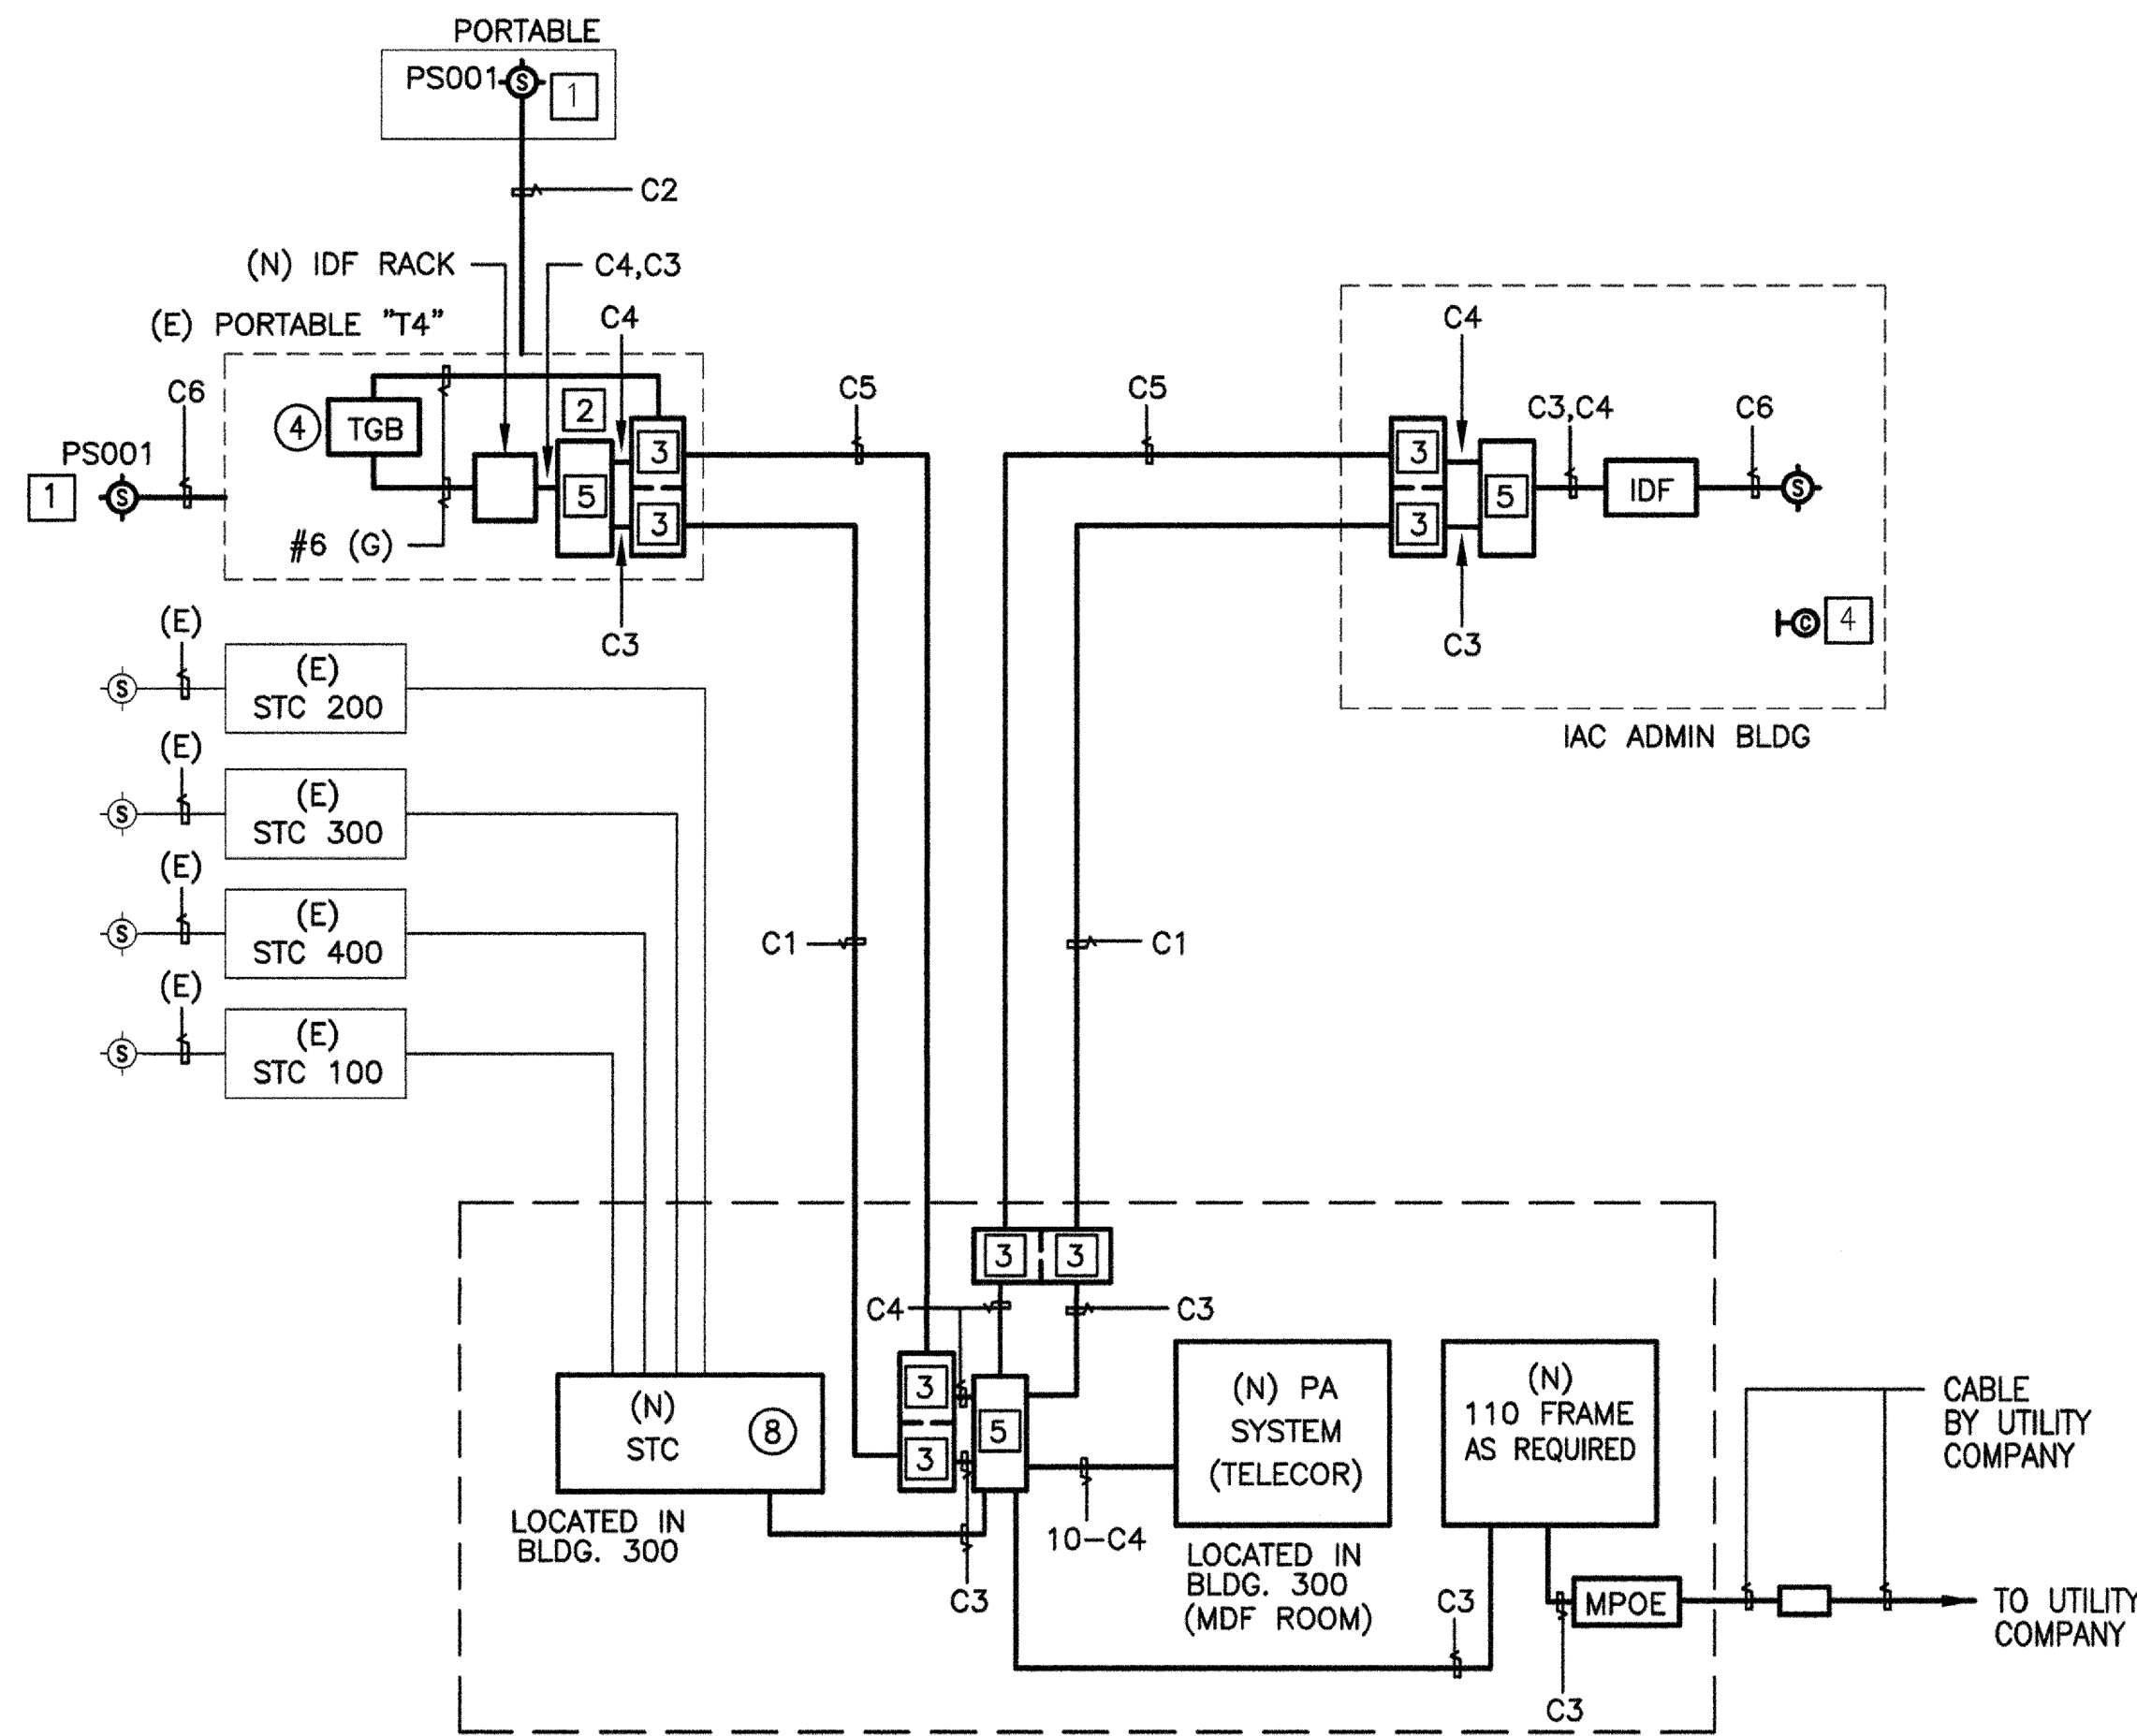 PORTABLE
PS001
S
1
C2
(N) IDF RACK
C4,C3
(E) PORTABLE "T4"
C4
C6
4
TGB
2
3
5
3
PS001
1
S
#6 (G)
C3
C5
C5
C4
C3,C4
C6
3
5
IDF
S
3
C3
C
4
IAC ADMIN BLDG
(E)
S
(E)
STC 200
(E)
S
(E)
STC 300
(E)
S
(E)
STC 400
(E)
S
(E)
STC 100
C1
C1
3
3
C4
C3
3
5
3
(N)
STC
8
LOCATED IN
BLDG. 300
C3
10-C4
(N) PA
SYSTEM
(TELECOR)
LOCATED IN
BLDG. 300
(MDF ROOM)
(N)
110 FRAME
AS REQUIRED
C3
MPOE
C3
CABLE
BY UTILITY
COMPANY
TO UTILITY
COMPANY